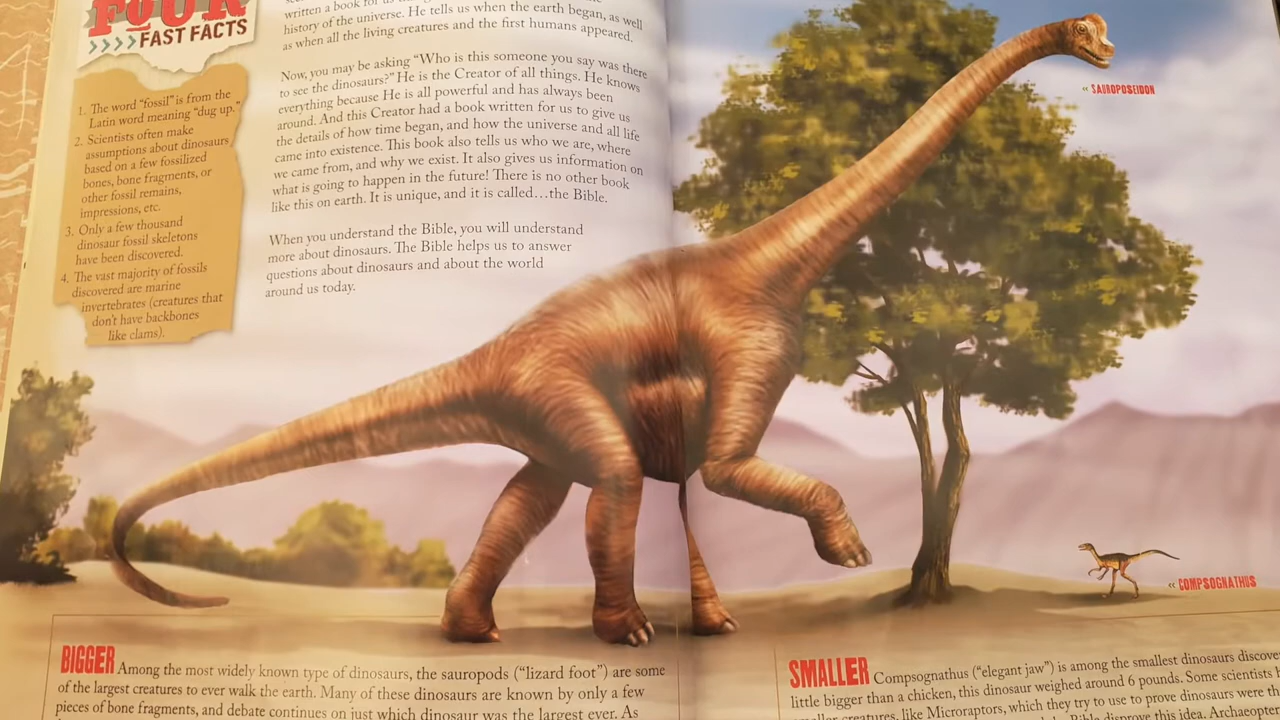 FOUR
>>>> FAST FACTS
1. The word "fossil" is from the
Latin word meaning "dug up."
2. Scientists often make
assumptions about dinosaurs
based on a few fossilized
bones, bone fragments, or
other fossil remains,
impressions, etc.
3. Only a few thousand
dinosaur fossil skeletons
have been discovered.
4. The vast majority of fossils
discovered are marine
invertebrates (creatures that
don't have backbones
like clams).
written a book for us
history of the universe. He tells us when the earth began, as well
as when all the living creatures and the first humans appeared.
Now, you may be asking "Who is this someone you say was there
to see the dinosaurs?" He is the Creator of all things. He knows
everything because He is all powerful and has always been
around. And this Creator had a book written for us to give us
the details of how time began, and how the universe and all life
came into existence. This book also tells us who we are, where
we came from, and why we exist. It also gives us information on
what is going to happen in the future! There is no other book
like this on earth. It is unique, and it is called…the Bible.
When you understand the Bible, you will understand
more about dinosaurs. The Bible helps us to answer
questions about dinosaurs and about the world
around us today.
« SAUROPOSEIDON
« COMPSOGNATHUS
BIGGER Among the most widely known type of dinosaurs, the sauropods ("lizard foot") are some
of the largest creatures to ever walk the earth. Many of these dinosaurs are known by only a few
pieces of bone fragments, and debate continues on just which dinosaur was the largest ever. As
SMALLER Compsognathus ("elegant jaw") is among the smallest dinosaurs
little bigger than a chicken, this dinosaur weighed around 6 pounds. Some scientists
creatures, like Microraptors, which they try to use to prove dinosaurs were
Bible disprove this idea.